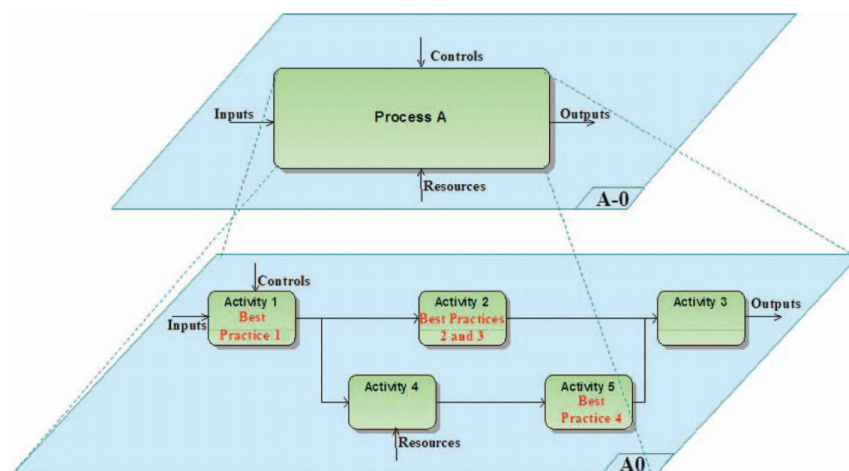 Controls
Inputs
Process A
Outputs
Resources
A-0
Controls
Inputs
Activity 1
Best
Practice 1
Activity 2
Best Practices
2 and 3
Activity 3
Outputs
Activity 4
Resources
Activity 5
Best
Practice 4
A0